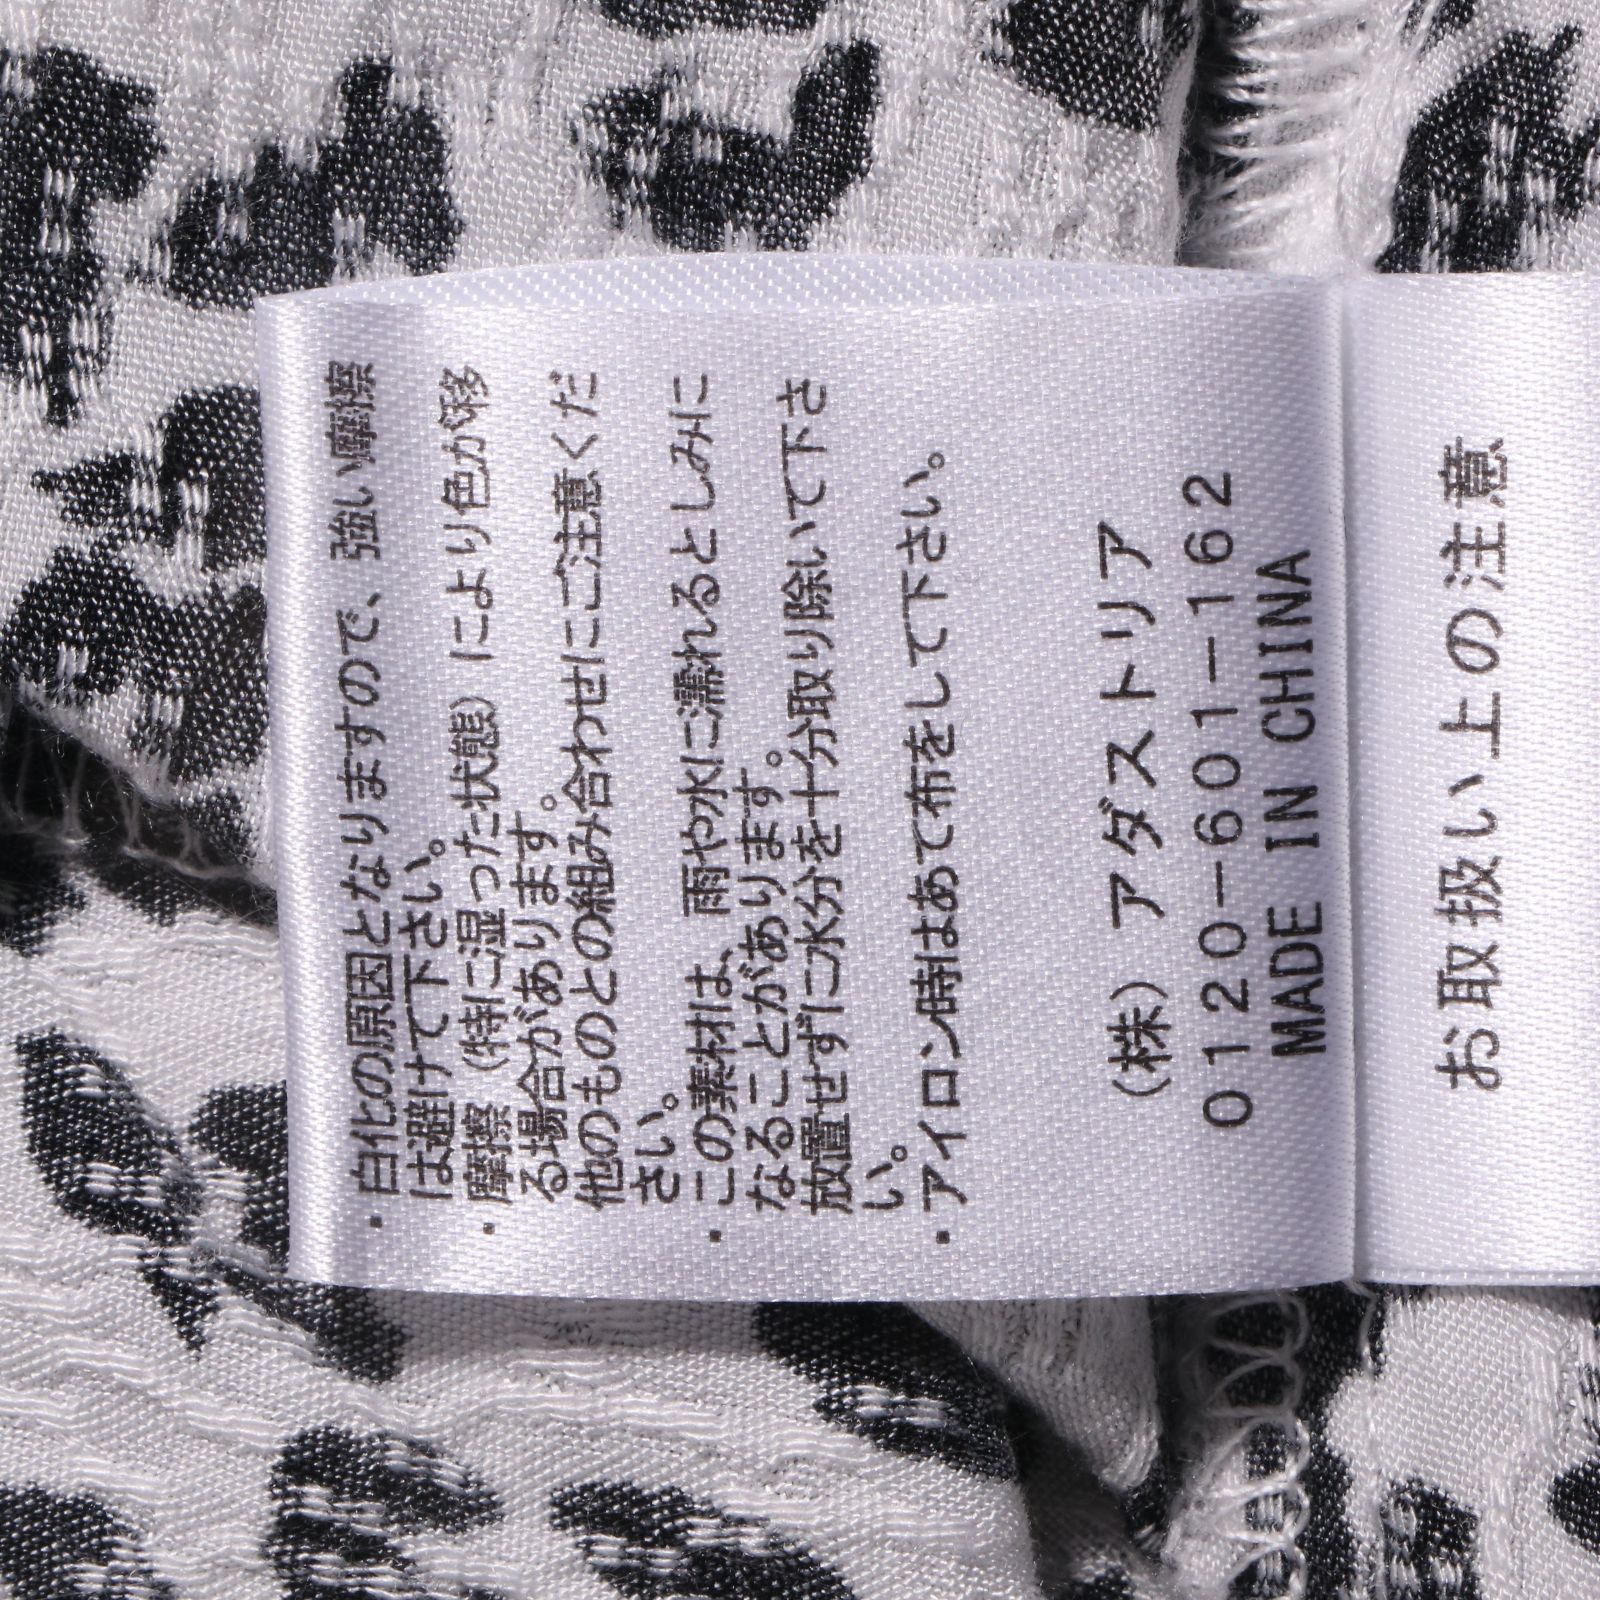 ・白化の原因となりますので、強い摩擦
は避けて下さい。
・摩擦（特に湿った状態）により色が移
る場合があります。
他のものとの組み合わせにご注意くだ
さい。
・この素材は、雨や水に濡れるとしみに
なることがあります。
放置せずに水分を十分取り除いて下さ
い。
・アイロン時はあて布をして下さい。
（株）アダストリア
0120-601-162
MADE IN CHINA
お取扱い上の注意